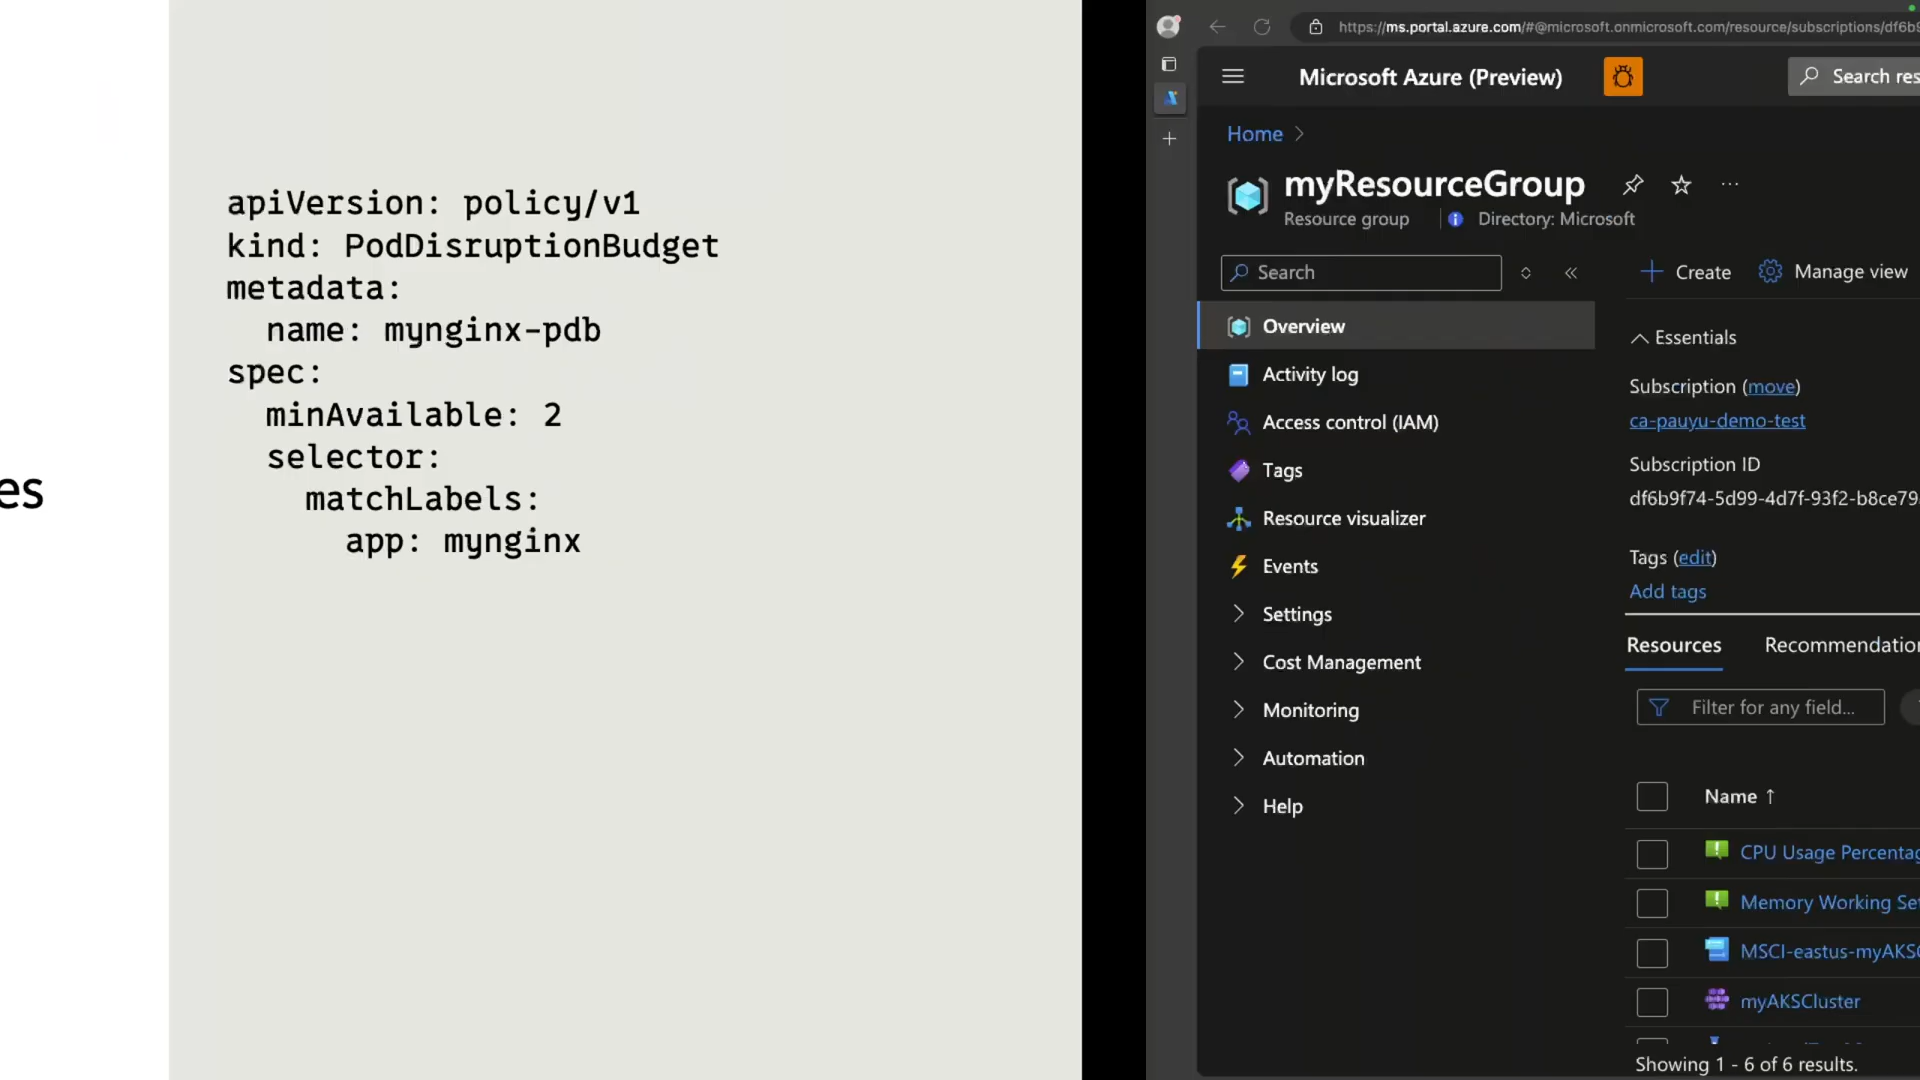 es
apiVersion: policy/v1
kind: PodDisruptionBudget
metadata:
  name: mynginx-pdb
spec:
  minAvailable: 2
  selector:
    matchLabels:
      app: mynginx
https://ms.portal.azure.com/#@microsoft.onmicrosoft.com/resource/subscriptions/df6b9
Microsoft Azure (Preview)
Search res
Home >
myResourceGroup
Resource group
Directory: Microsoft
Search
Create
Manage view
Overview
Activity log
Access control (IAM)
Tags
Resource visualizer
Events
Settings
Cost Management
Monitoring
Automation
Help
Essentials
Subscription (move)
ca-pauyu-demo-test
Subscription ID
df6b9f74-5d99-4d7f-93f2-b8ce79
Tags (edit)
Add tags
Resources
Recommendation
Filter for any field...
Name ↑
CPU Usage Percentag
Memory Working Set
MSCI-eastus-myAKSC
myAKSCluster
Showing 1 - 6 of 6 results.